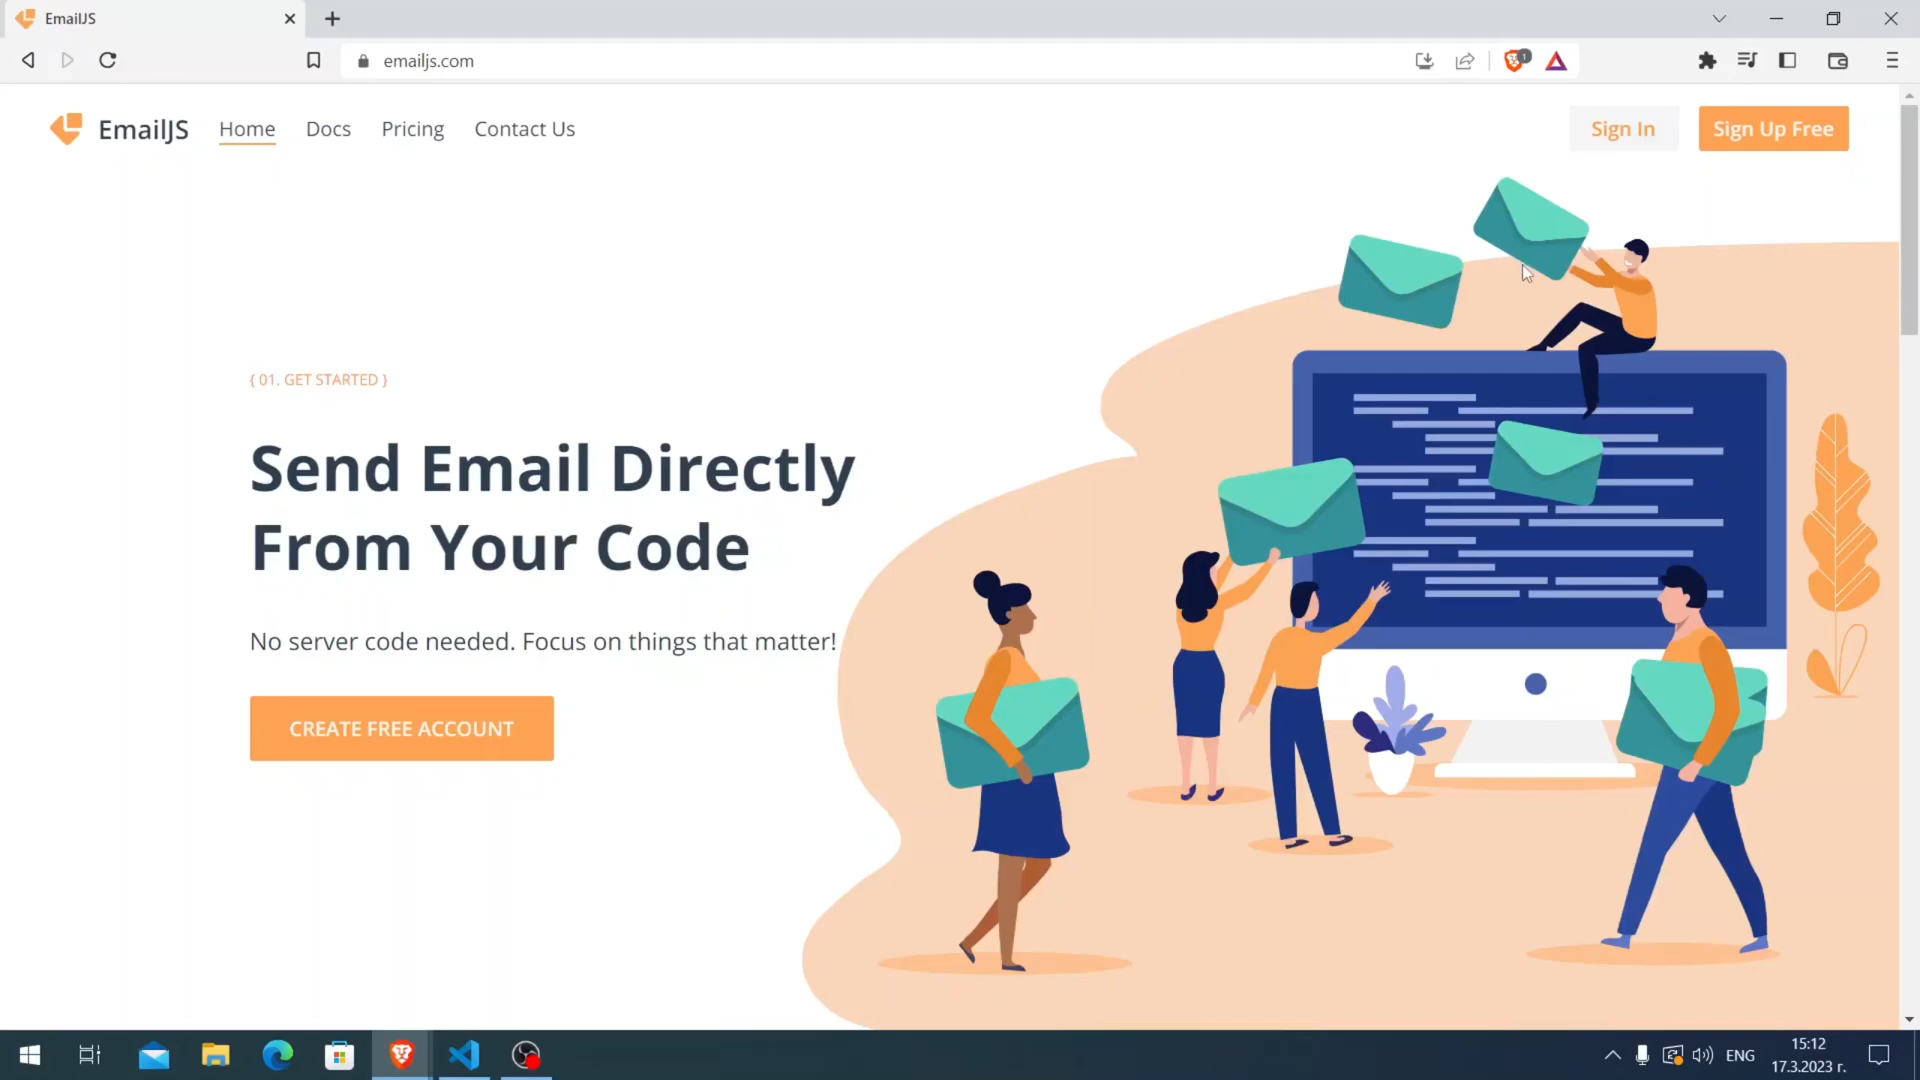 EmailJS
emailjs.com
1
EmailJS
Home
Docs
Pricing
Contact Us
Sign In
Sign Up Free
{ 01. GET STARTED }
Send Email Directly
From Your Code
No server code needed. Focus on things that matter!
CREATE FREE ACCOUNT
ENG
15:12
17.3.2023 г.